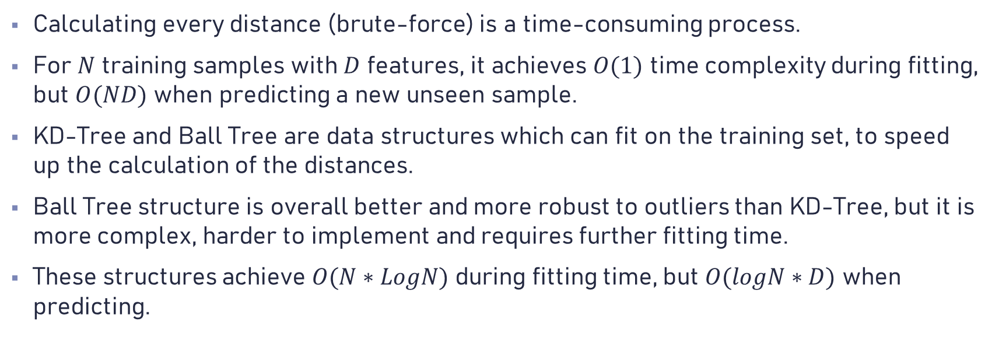 ▪ Calculating every distance (brute-force) is a time-consuming process.
▪ For N training samples with D features, it achieves O(1) time complexity during fitting,
but O(ND) when predicting a new unseen sample.
▪ KD-Tree and Ball Tree are data structures which can fit on the training set, to speed
up the calculation of the distances.
▪ Ball Tree structure is overall better and more robust to outliers than KD-Tree, but it is
more complex, harder to implement and requires further fitting time.
▪ These structures achieve O(N * LogN) during fitting time, but O(logN * D) when
predicting.